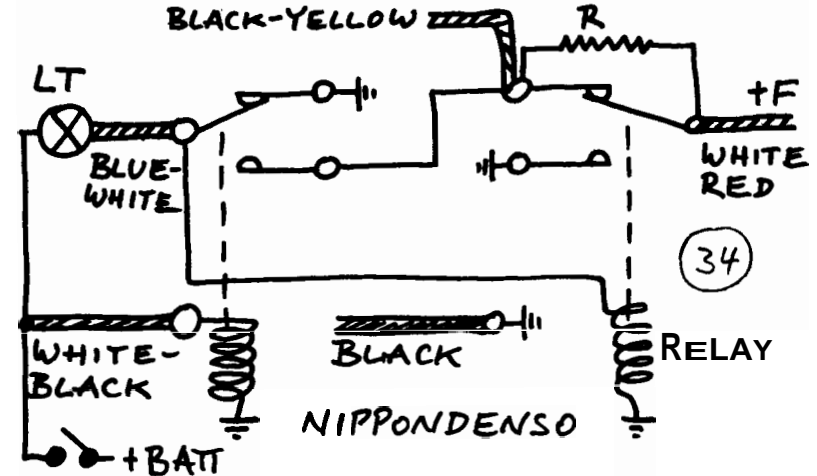 BLACK-YELLOW
R
LT
+F
BLUE-
WHITE
WHITE
RED
34
WHITE-
BLACK
BLACK
RELAY
NIPPONDENSO
+BATT